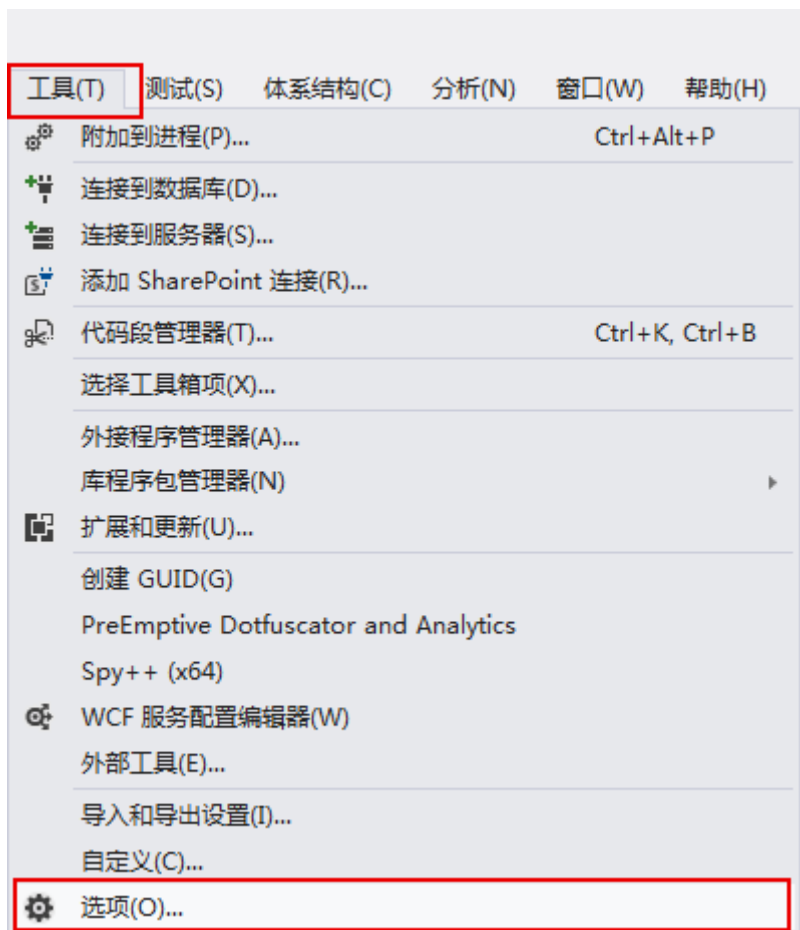 工具(T) 测试(S) 体系结构(C) 分析(N) 窗口(W) 帮助(H)
附加到进程(P)... Ctrl+Alt+P
连接到数据库(D)...
连接到服务器(S)...
添加 SharePoint 连接(R)...
代码段管理器(T)... Ctrl+K, Ctrl+B
选择工具箱项(X)...
外接程序管理器(A)...
库程序包管理器(N)
扩展和更新(U)...
创建 GUID(G)
PreEmptive Dotfuscator and Analytics
Spy++ (x64)
WCF 服务配置编辑器(W)
外部工具(E)...
导入和导出设置(I)...
自定义(C)...
选项(O)...